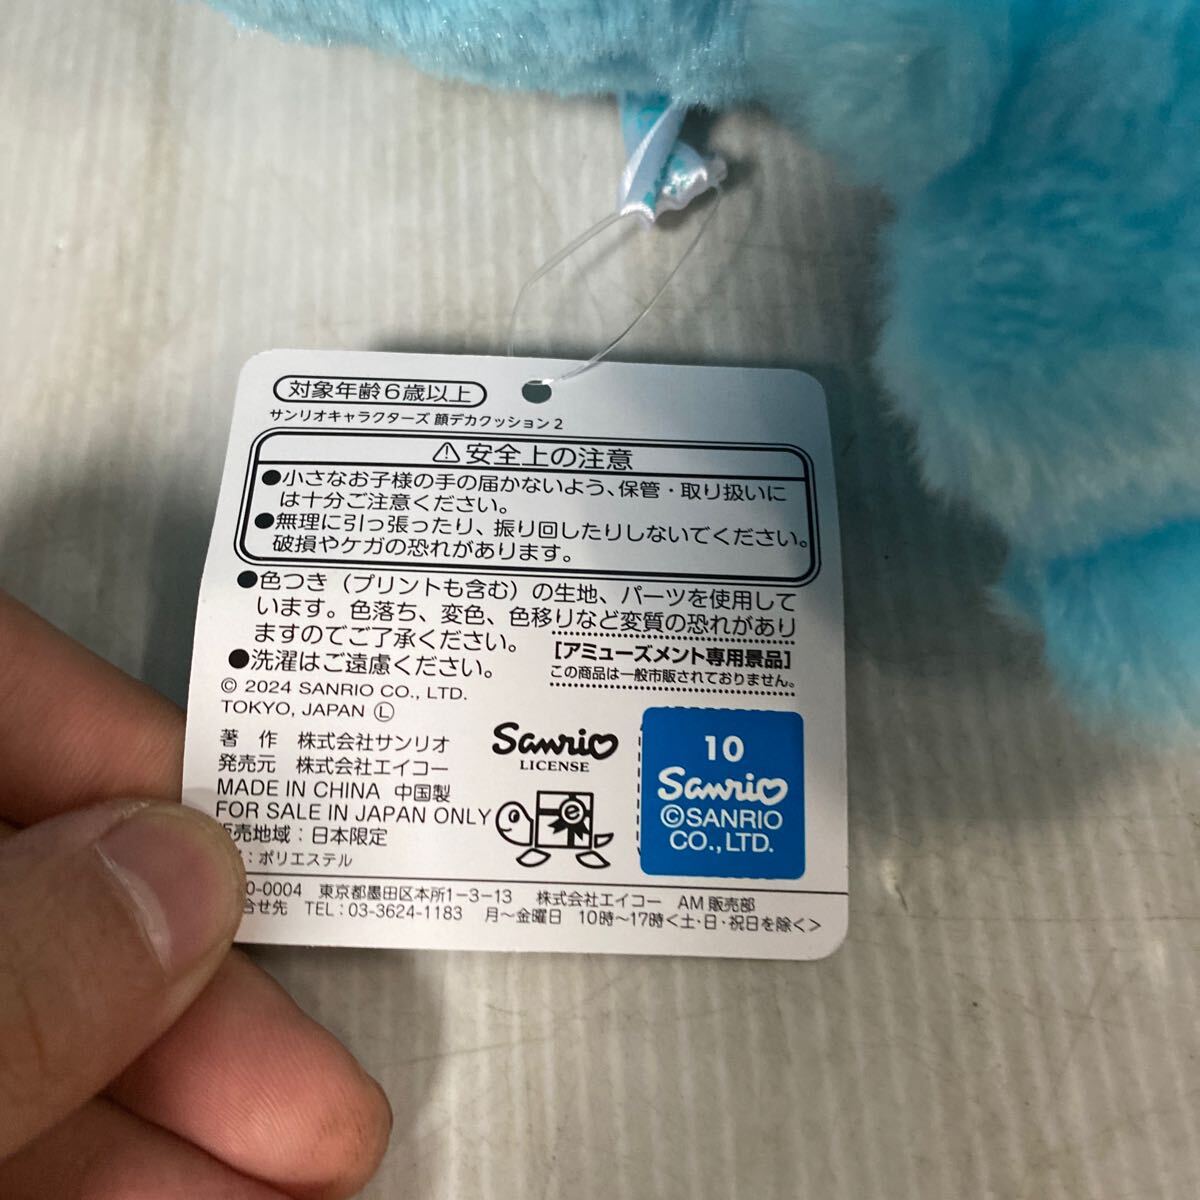 対象年齢6歳以上
サンリオキャラクターズ 顔デカクッション2
⚠安全上の注意
●小さなお子様の手の届かないよう、保管・取り扱いに
は十分ご注意ください。
●無理に引っ張ったり、振り回したりしないでください。
破損やケガの恐れがあります。
●色つき（プリントも含む）の生地、パーツを使用して
います。色落ち、変色、色移りなど変質の恐れがあり
ますのでご了承ください。
●洗濯はご遠慮ください。
[アミューズメント専用景品]
この商品は一般市販されておりません。
© 2024 SANRIO CO., LTD.
TOKYO, JAPAN Ⓛ
著 作 株式会社サンリオ
発売元 株式会社エイコー
MADE IN CHINA 中国製
FOR SALE IN JAPAN ONLY
売地域：日本限定
：ポリエステル
Sanrio
LICENSE
e
10
Sanrio
©SANRIO
CO.,LTD.
0-0004 東京都墨田区本所1-3-13 株式会社エイコー AM販売部
合せ先 TEL：03-3624-1183 月〜金曜日 10時〜17時<土・日・祝日を除く>